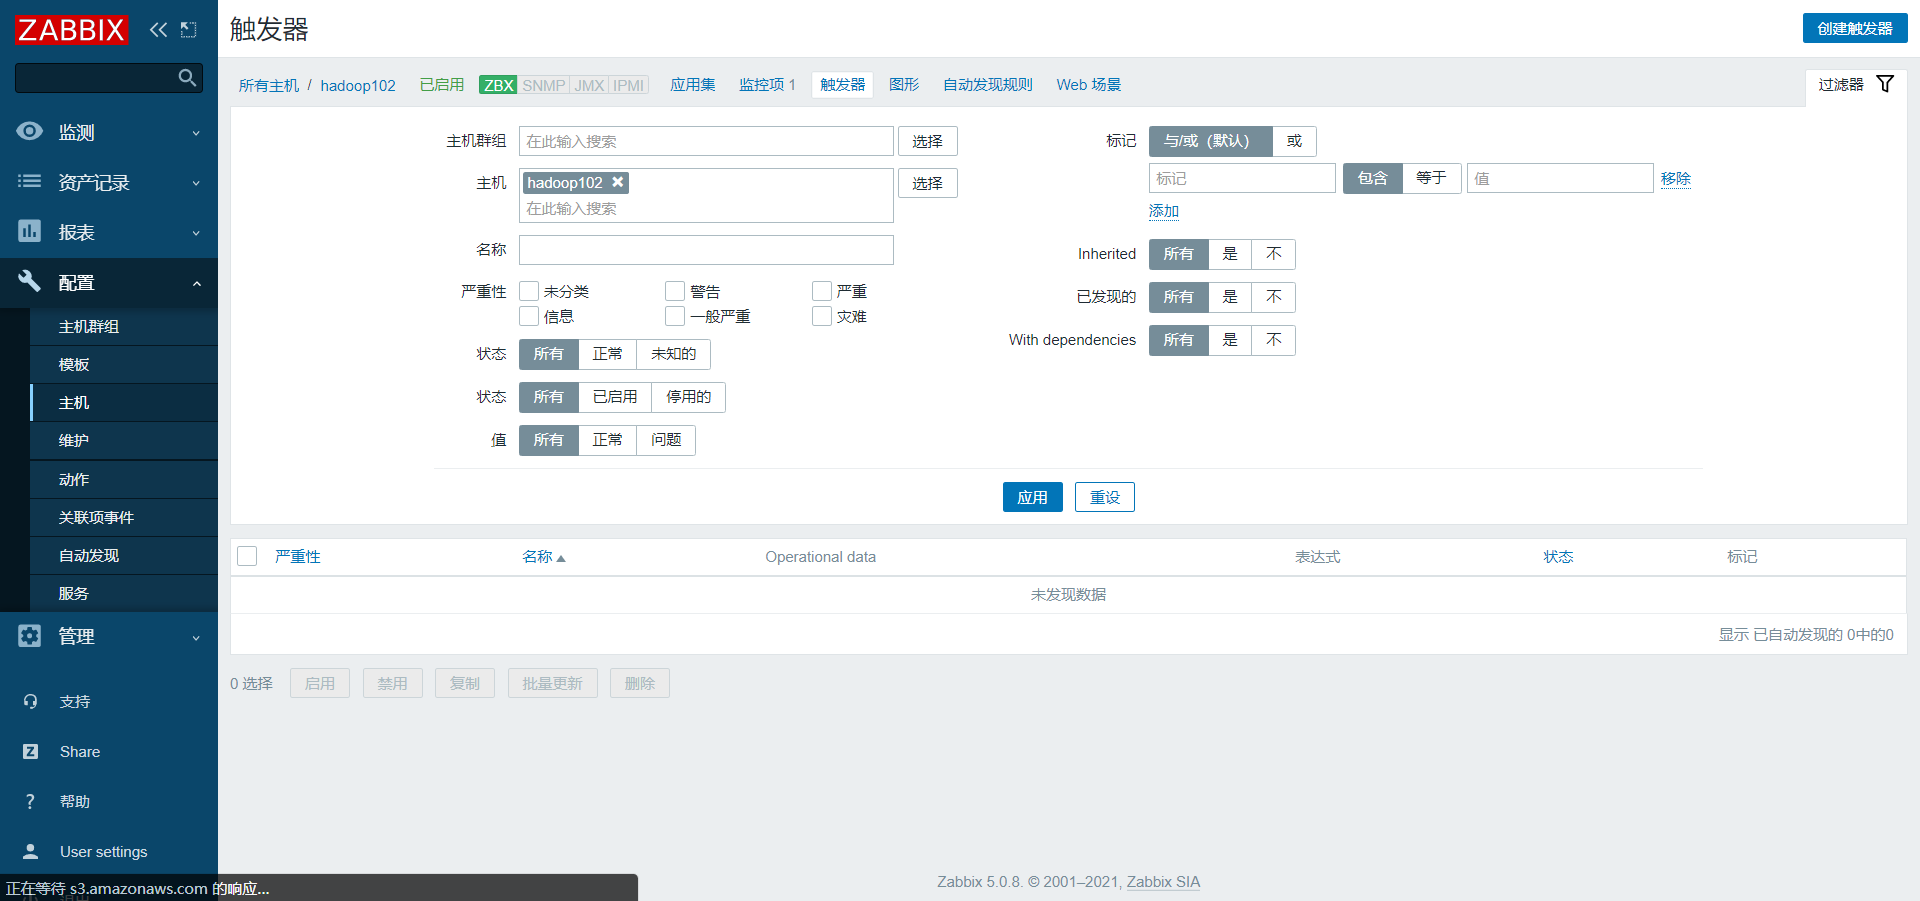 ZABBIX
监测
资产记录
报表
配置
主机群组
模板
主机
维护
动作
关联项事件
自动发现
服务
管理
支持
Share
帮助
User settings
正在等待 s3.amazonaws.com 的响应...
触发器
创建触发器
所有主机 / hadoop102 已启用 ZBX SNMP JMX IPMI 应用集 监控项 1 触发器 图形 自动发现规则 Web 场景
过滤器
主机群组 在此输入搜索 选择
主机 hadoop102 选择
在此输入搜索
名称
严重性 未分类 警告 严重
信息 一般严重 灾难
状态 所有 正常 未知的
状态 所有 已启用 停用的
值 所有 正常 问题
标记 与/或（默认） 或
标记 包含 等于 值 移除
添加
Inherited 所有 是 不
已发现的 所有 是 不
With dependencies 所有 是 不
应用 重设
严重性 名称 Operational data 表达式 状态 标记
未发现数据
显示 已自动发现的 0中的0
0 选择 启用 禁用 复制 批量更新 删除
Zabbix 5.0.8. © 2001–2021, Zabbix SIA